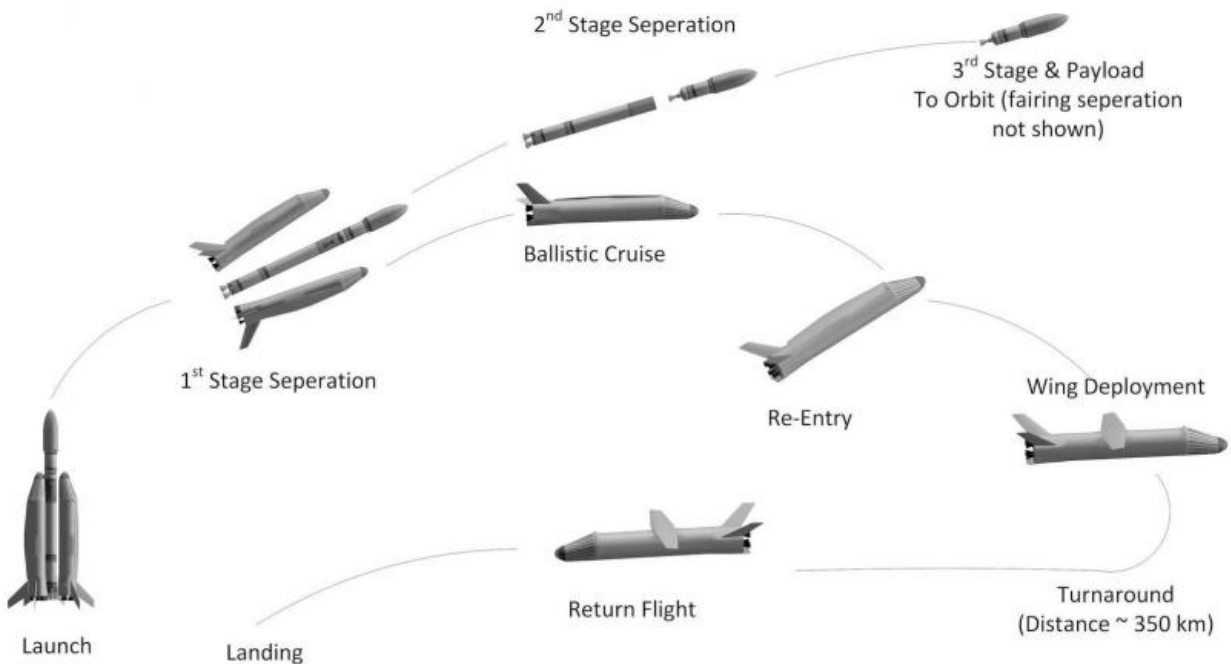 2nd Stage Seperation
3rd Stage & Payload
To Orbit (fairing seperation
not shown)
Ballistic Cruise
1st Stage Seperation
Wing Deployment
Re-Entry
Return Flight
Turnaround
(Distance ~ 350 km)
Launch
Landing